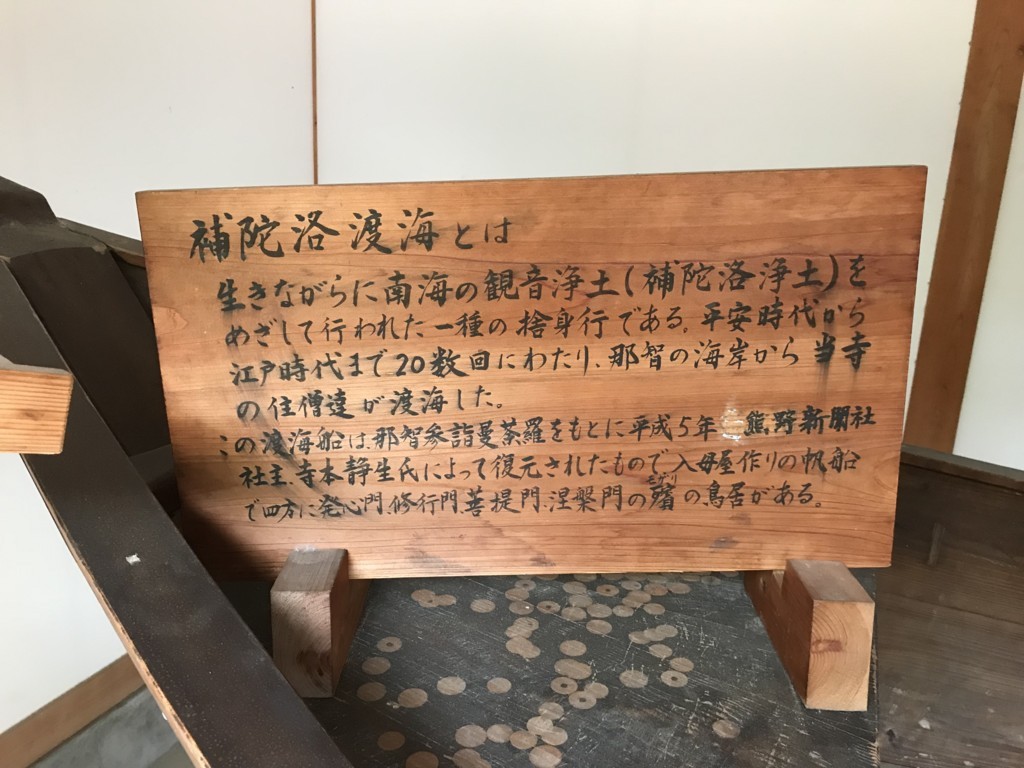 補陀洛渡海とは
生きながらに南海の観音浄土(補陀洛浄土)を
めざして行われた一種の捨身行である。平安時代から
江戸時代まで20数回にわたり、那智の海岸から当寺
の住僧達が渡海した。
この渡海船は、那智参詣曼荼羅をもとに平成5年 熊野新聞社
社主、寺本静生氏によって復元されたもので、入母屋作りの帆船
で四方に発心門、修行門、菩提門、涅槃門の の鳥居がある。